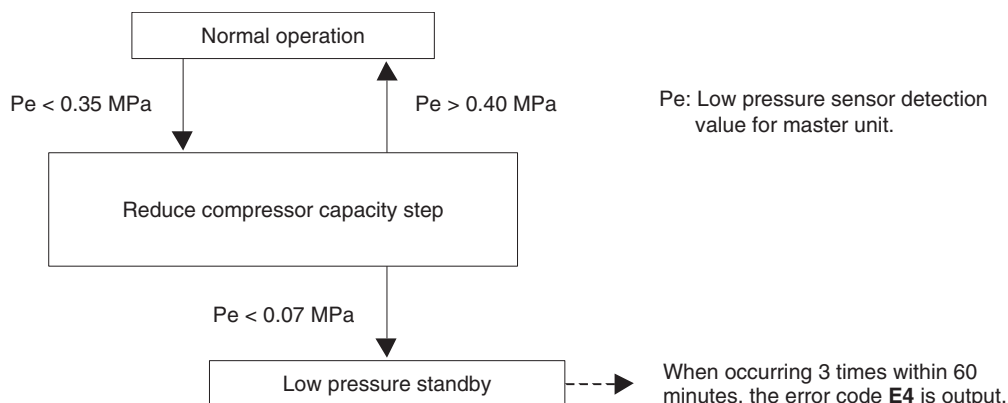 Normal operation
Pe < 0.35 MPa
Pe > 0.40 MPa
Pe: Low pressure sensor detection
value for master unit.
Reduce compressor capacity step
Pe < 0.07 MPa
Low pressure standby
When occurring 3 times within 60
minutes, the error code E4 is output.